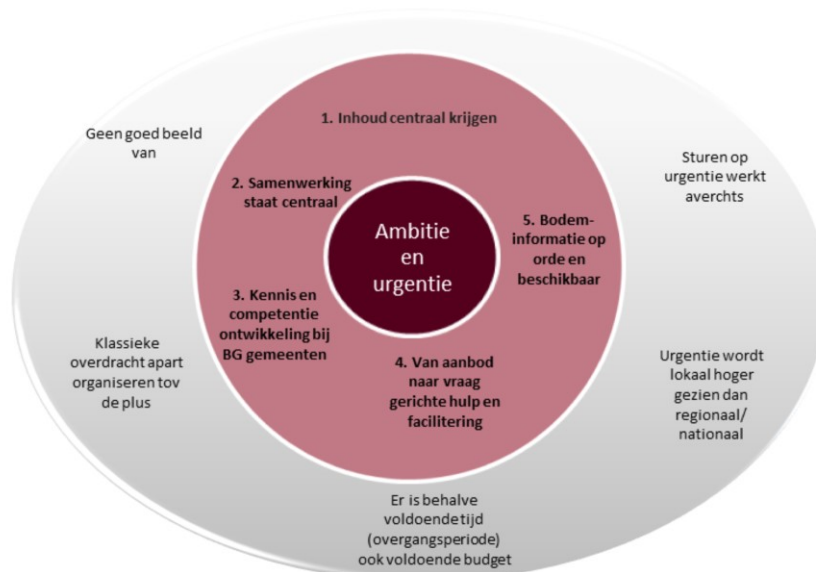 Geen goed beeld
van
1. Inhoud centraal krijgen
Sturen op
urgentie werkt
averchts
2. Samenwerking
staat centraal
Ambitie
en
urgentie
5. Bodem-
informatie op
orde en
beschikbaar
3. Kennis en
competentie
ontwikkeling bij
BG gemeenten
Klassieke
overdracht apart
organiseren tov
de plus
4. Van aanbod
naar vraag
gerichte hulp en
facilitering
Urgentie wordt
lokaal hoger
gezien dan
regionaal/
nationaal
Er is behalve
voldoende tijd
(overgangsperiode)
ook voldoende budget